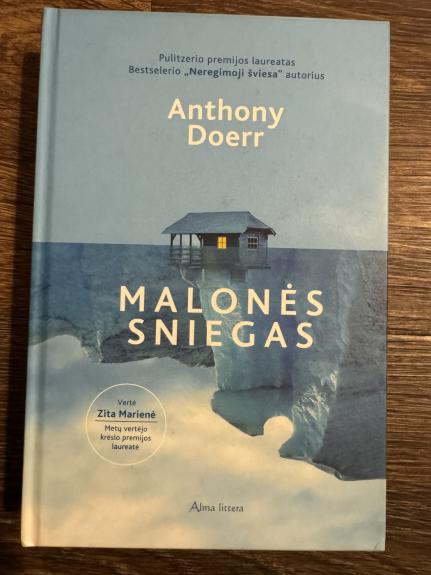 Pulitzerio premijos laureatas
Bestselerio „Neregimoji šviesa“ autorius
Anthony
Doerr
MALONĖS
SNIEGAS
Vertė
Zita Marienė
Metų vertėjo
krėslo premijos
laureatė
Alma littera